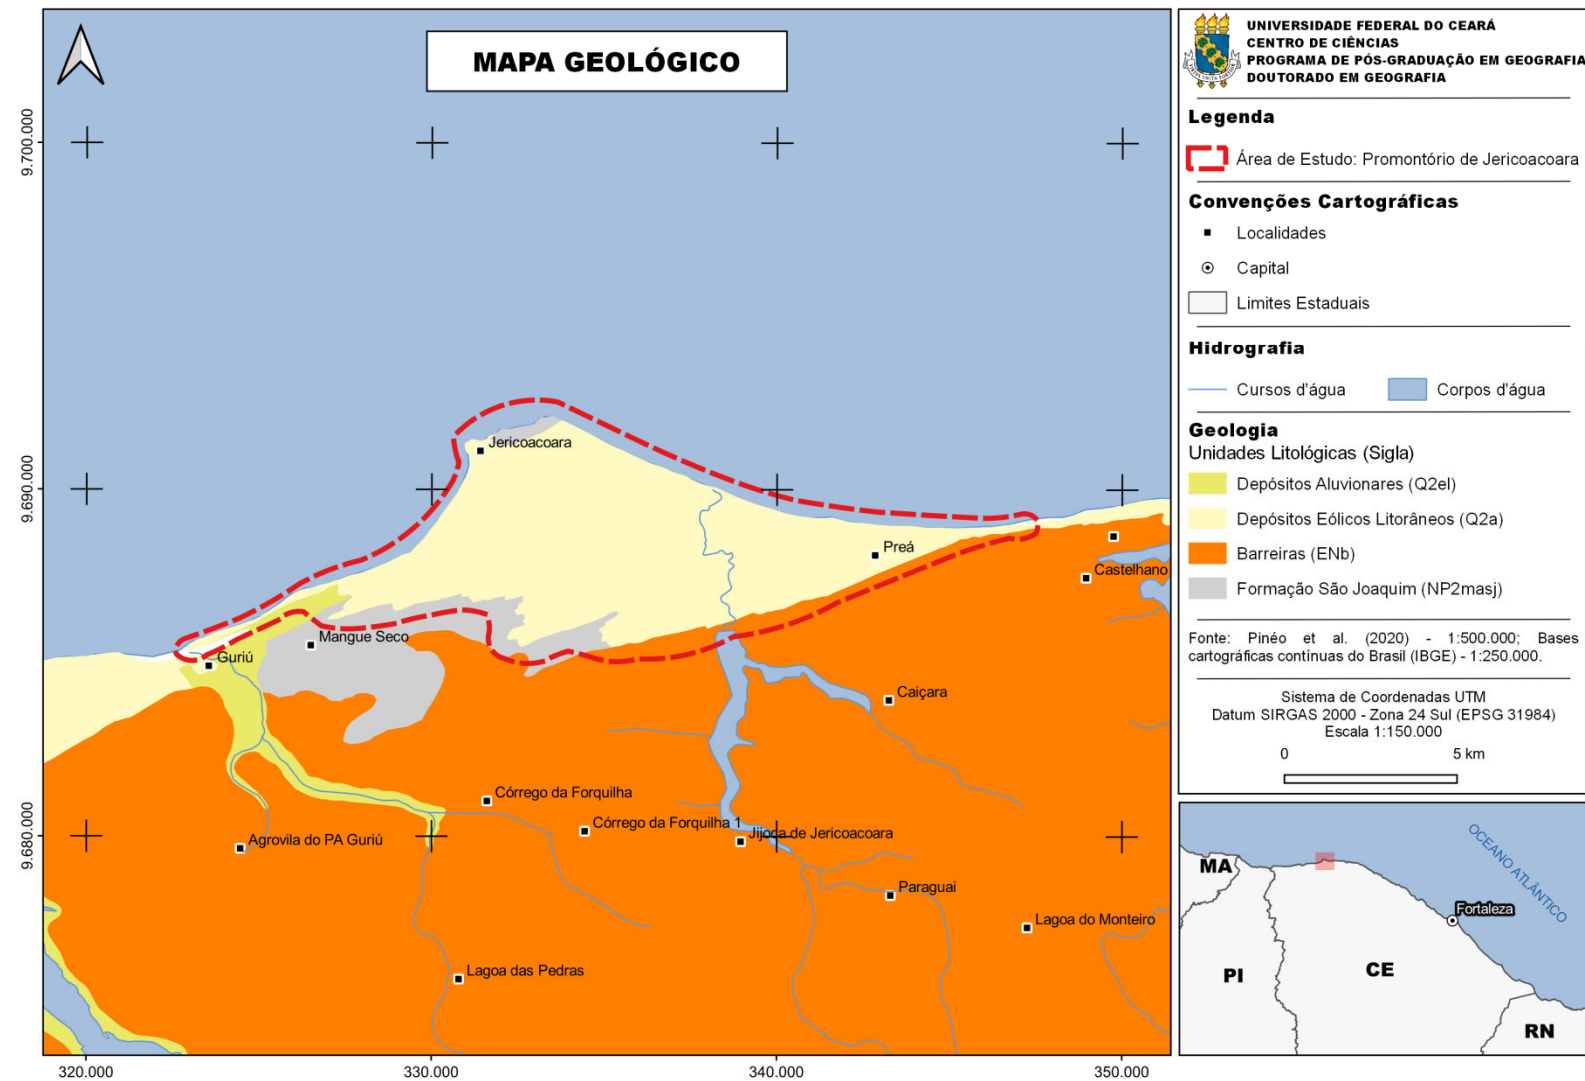 MAPA GEOLÓGICO
9.700.000
9.690.000
9.680.000
320.000
330.000
340.000
350.000
Jericoacoara
Preá
Castelhano
Mangue Seco
Guriú
Caiçara
Córrego da Forquilha
Córrego da Forquilha 1
Jijoca de Jericoacoara
Agrovila do PA Guriú
Paraguai
Lagoa do Monteiro
Lagoa das Pedras
UNIVERSIDADE FEDERAL DO CEARÁ
CENTRO DE CIÊNCIAS
PROGRAMA DE PÓS-GRADUAÇÃO EM GEOGRAFIA
DOUTORADO EM GEOGRAFIA
Legenda
Área de Estudo: Promontório de Jericoacoara
Convenções Cartográficas
Localidades
Capital
Limites Estaduais
Hidrografia
Cursos d'água
Corpos d'água
Geologia
Unidades Litológicas (Sigla)
Depósitos Aluvionares (Q2el)
Depósitos Eólicos Litorâneos (Q2a)
Barreiras (ENb)
Formação São Joaquim (NP2masj)
Fonte: Pinéo et al. (2020) - 1:500.000; Bases
cartográficas contínuas do Brasil (IBGE) - 1:250.000.
Sistema de Coordenadas UTM
Datum SIRGAS 2000 - Zona 24 Sul (EPSG 31984)
Escala 1:150.000
0
5 km
OCEANO ATLÂNTICO
MA
Fortaleza
PI
CE
RN